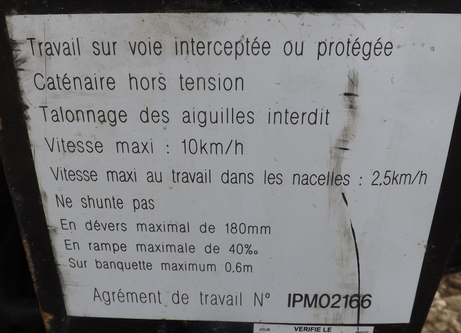 Travail sur voie interceptée ou protégée
Caténaire hors tension
Talonnage des aiguilles interdit
Vitesse maxi : 10km/h
Vitesse maxi au travail dans les nacelles : 2,5km/h
Ne shunte pas
En dévers maximal de 180mm
En rampe maximale de 40‰
Sur banquette maximum 0.6m
Agrément de travail N° IPM02166
JOUR VERIFIE LE